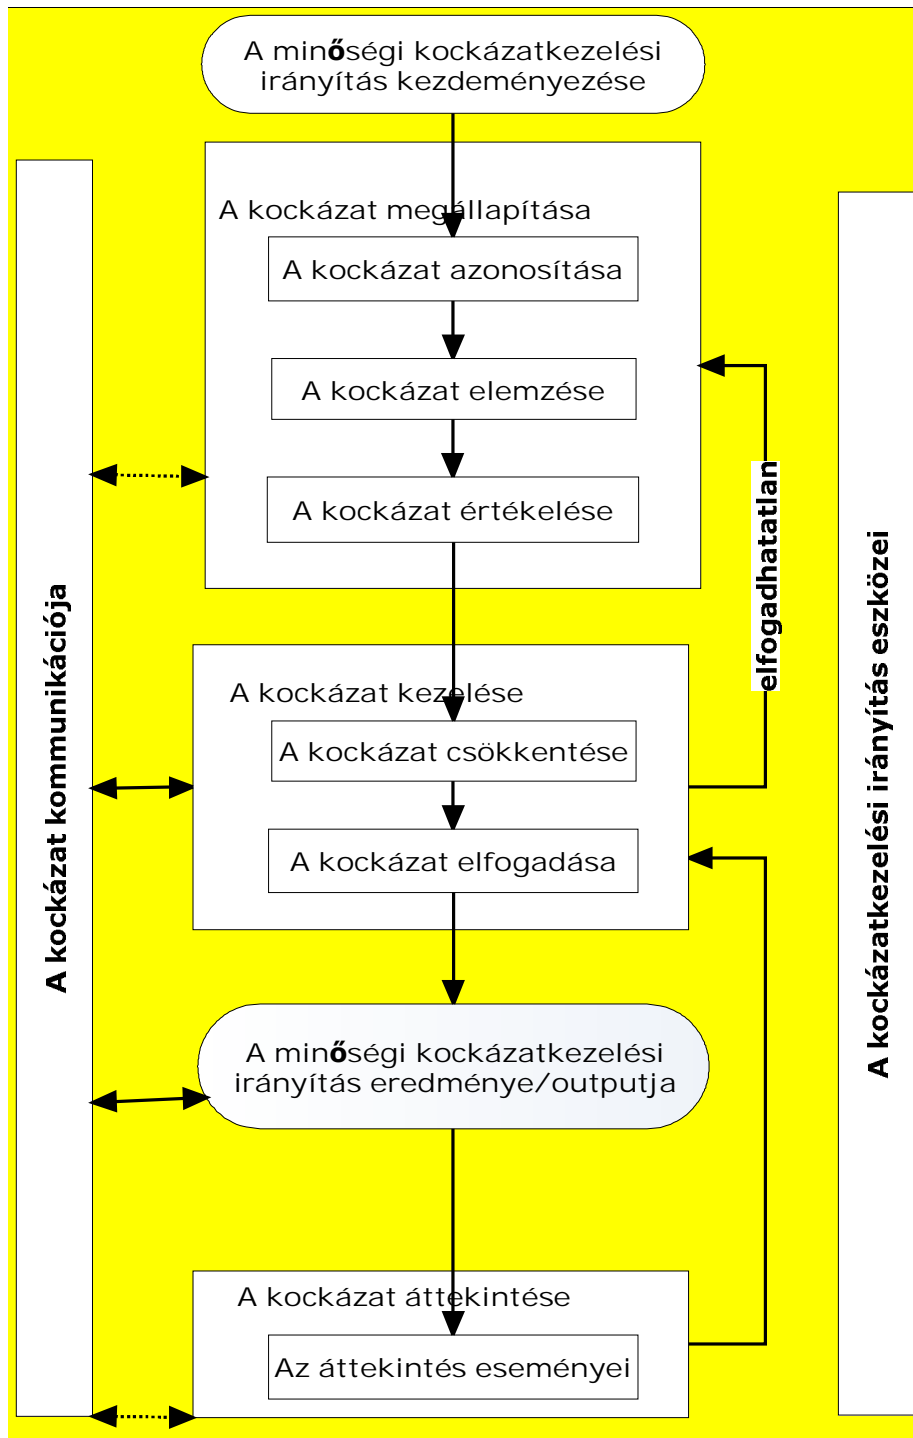 A minőségi kockázatkezelési
irányítás kezdeményezése
A kockázat megállapítása
A kockázat azonosítása
A kockázat elemzése
A kockázat értékelése
elfogadhatatlan
A kockázat kommunikációja
A kockázatkezelési irányítás eszközei
A kockázat kezelése
A kockázat csökkentése
A kockázat elfogadása
A minőségi kockázatkezelési
irányítás eredménye/outputja
A kockázat áttekintése
Az áttekintés eseményei